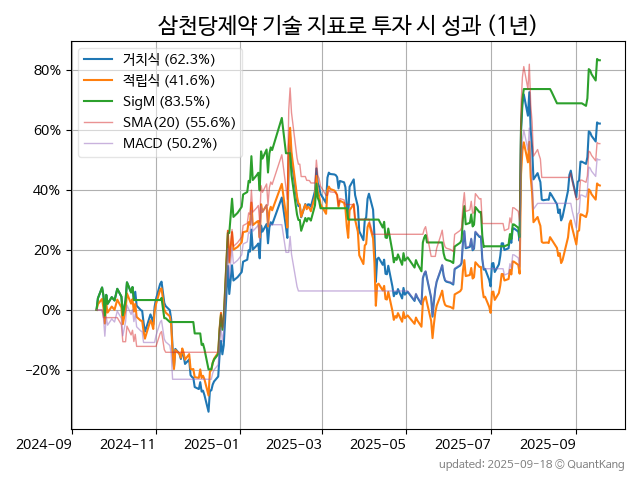 삼천당제약 기술 지표로 투자 시 성과 (1년)
거치식 (62.3%)
적립식 (41.6%)
SigM (83.5%)
SMA(20) (55.6%)
MACD (50.2%)
80%
60%
40%
20%
0%
−20%
2024-09 2024-11 2025-01 2025-03 2025-05 2025-07 2025-09
updated: 2025-09-18 © QuantKang